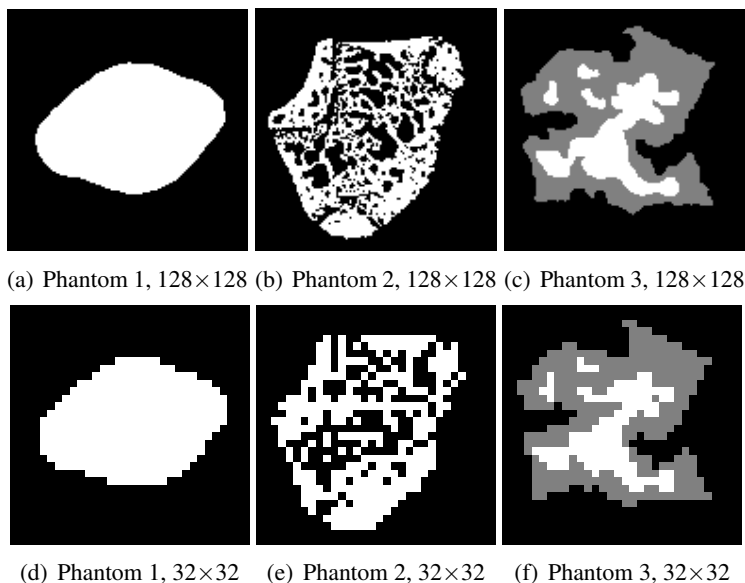 (a) Phantom 1, 128×128 (b) Phantom 2, 128×128 (c) Phantom 3, 128×128
(d) Phantom 1, 32×32 (e) Phantom 2, 32×32 (f) Phantom 3, 32×32